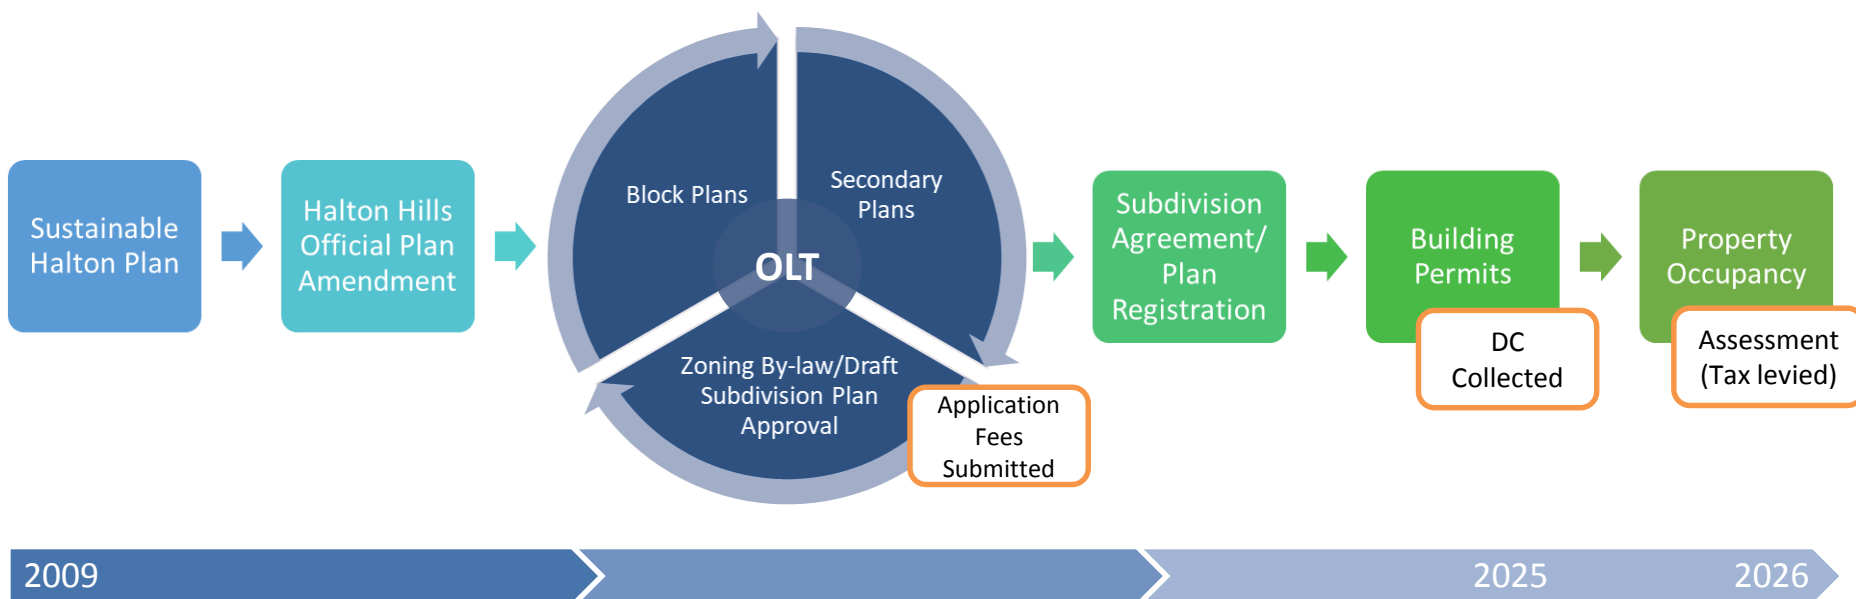 Sustainable
Halton Plan
Halton Hills
Official Plan
Amendment
Block Plans
Secondary
Plans
OLT
Zoning By-law/Draft
Subdivision Plan
Approval
Application
Fees
Submitted
Subdivision
Agreement/
Plan
Registration
Building
Permits
DC
Collected
Property
Occupancy
Assessment
(Tax levied)
2009
2025
2026